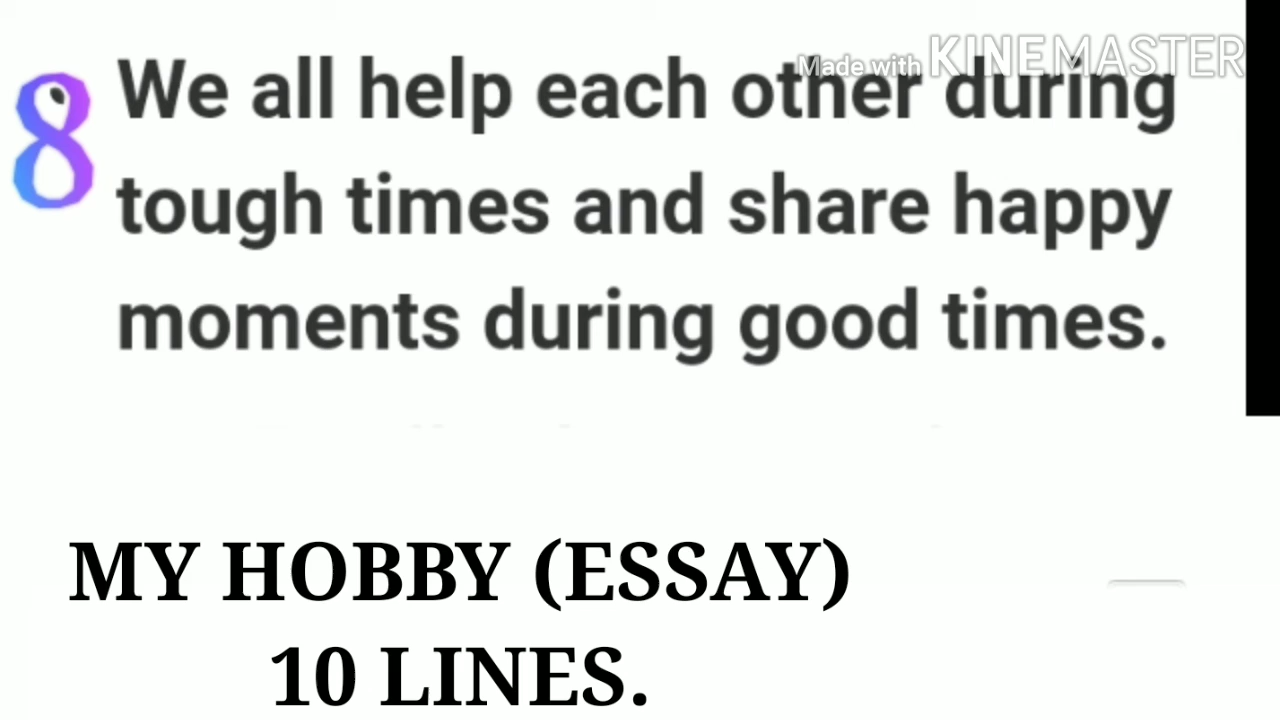 Made with KINEMASTER
8 We all help each other during
tough times and share happy
moments during good times.
MY HOBBY (ESSAY)
10 LINES.